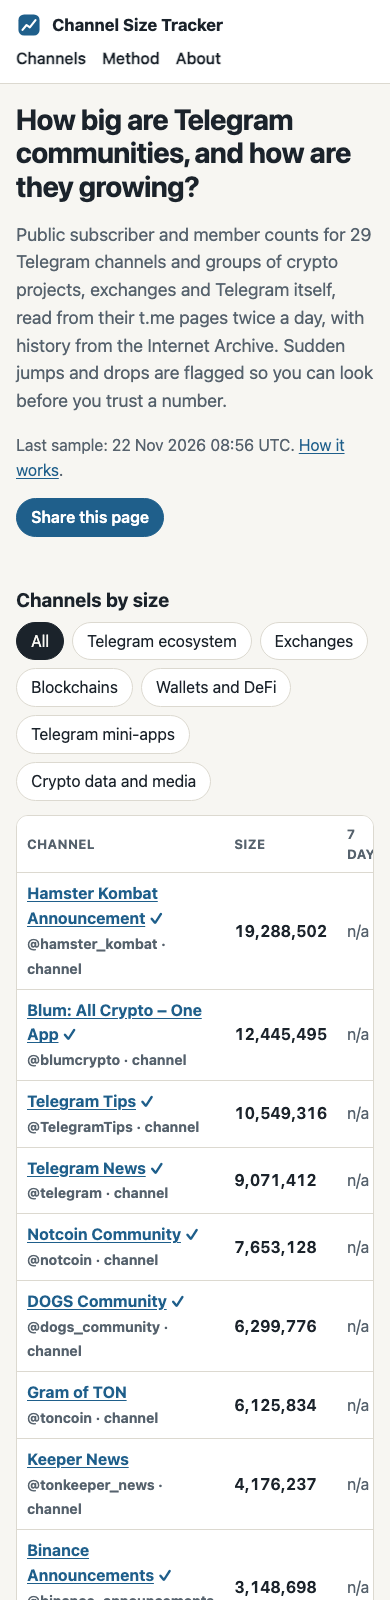 Channel Size Tracker
Channels Method About
How big are Telegram
communities, and how are
they growing?
Public subscriber and member counts for 29
Telegram channels and groups of crypto
projects, exchanges and Telegram itself,
read from their t.me pages twice a day, with
history from the Internet Archive. Sudden
jumps and drops are flagged so you can look
before you trust a number.
Last sample: 22 Nov 2026 08:56 UTC. How it
works.
Share this page
Channels by size
All Telegram ecosystem Exchanges
Blockchains Wallets and DeFi
Telegram mini-apps
Crypto data and media
CHANNEL SIZE 7
DAY
Hamster Kombat
Announcement ✓
@hamster_kombat ·
channel
19,288,502 n/a
Blum: All Crypto – One
App ✓
@blumcrypto · channel
12,445,495 n/a
Telegram Tips ✓
@TelegramTips · channel
10,549,316 n/a
Telegram News ✓
@telegram · channel
9,071,412 n/a
Notcoin Community ✓
@notcoin · channel
7,653,128 n/a
DOGS Community ✓
@dogs_community ·
channel
6,299,776 n/a
Gram of TON
@toncoin · channel
6,125,834 n/a
Keeper News
@tonkeeper_news ·
channel
4,176,237 n/a
Binance
Announcements ✓
@binance_announcements
3,148,698 n/a